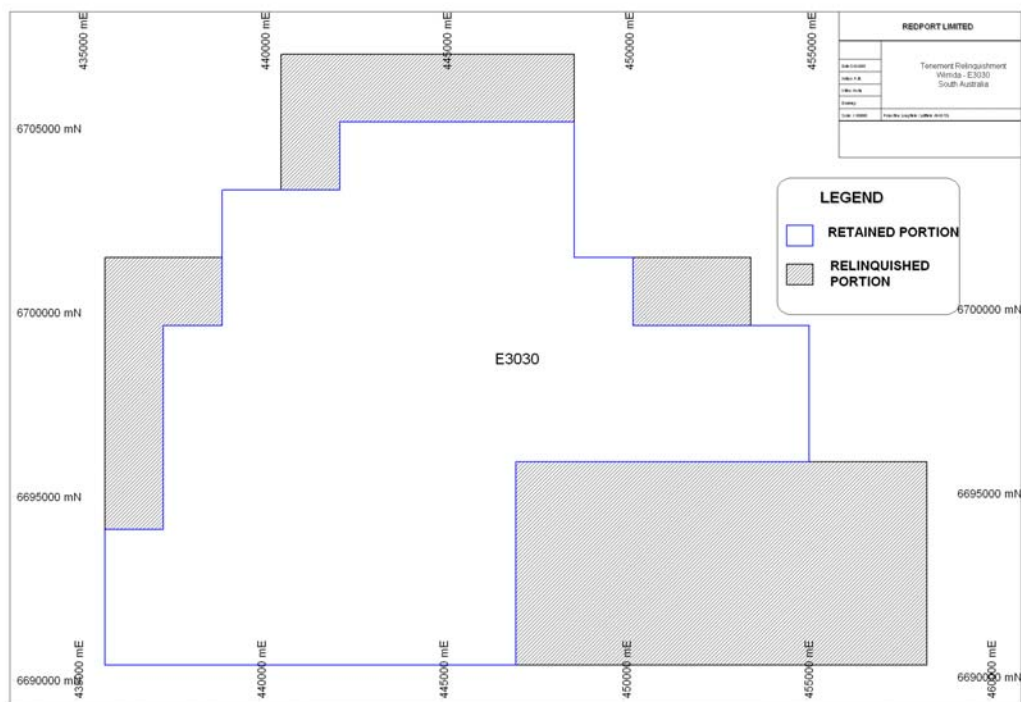 435000 mE
440000 mE
445000 mE
450000 mE
455000 mE
REDPORT LIMITED
Tenement Relinquishment
Wirrda - E3030
South Australia
6705000 mN
LEGEND
RETAINED PORTION
RELINQUISHED
PORTION
6700000 mN
6700000 mN
E3030
6695000 mN
6695000 mN
435000 mE
440000 mE
445000 mE
450000 mE
455000 mE
460000 mE
6690000 mN
6690000 mN